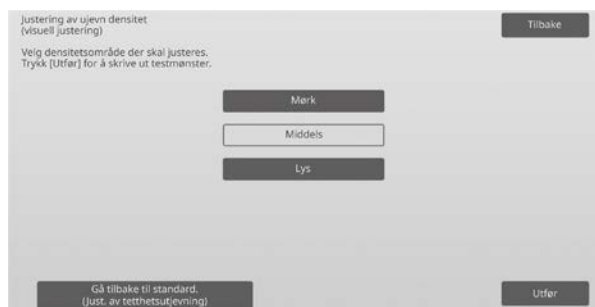 Justering av ujevn densitet
(visuell justering)
Tilbake
Velg densitetsområde der skal justeres.
Trykk [Utfør] for å skrive ut testmønster.
Mørk
Middels
Lys
Gå tilbake til standard.
(Just. av tetthetsutjevning)
Utfør